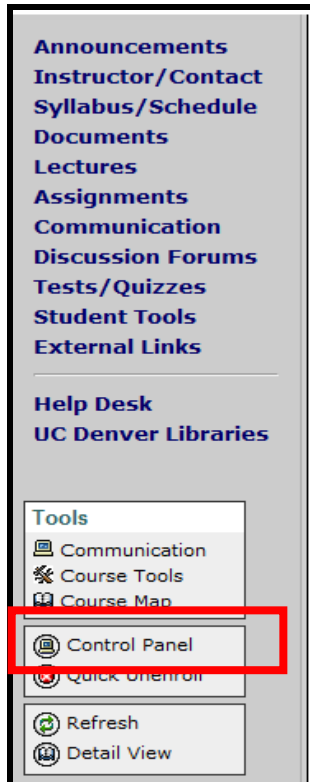 Announcements
Instructor/Contact
Syllabus/Schedule
Documents
Lectures
Assignments
Communication
Discussion Forums
Tests/Quizzes
Student Tools
External Links
Help Desk
UC Denver Libraries
Tools
Communication
Course Tools
Course Map
Control Panel
Quick Unenroll
Refresh
Detail View